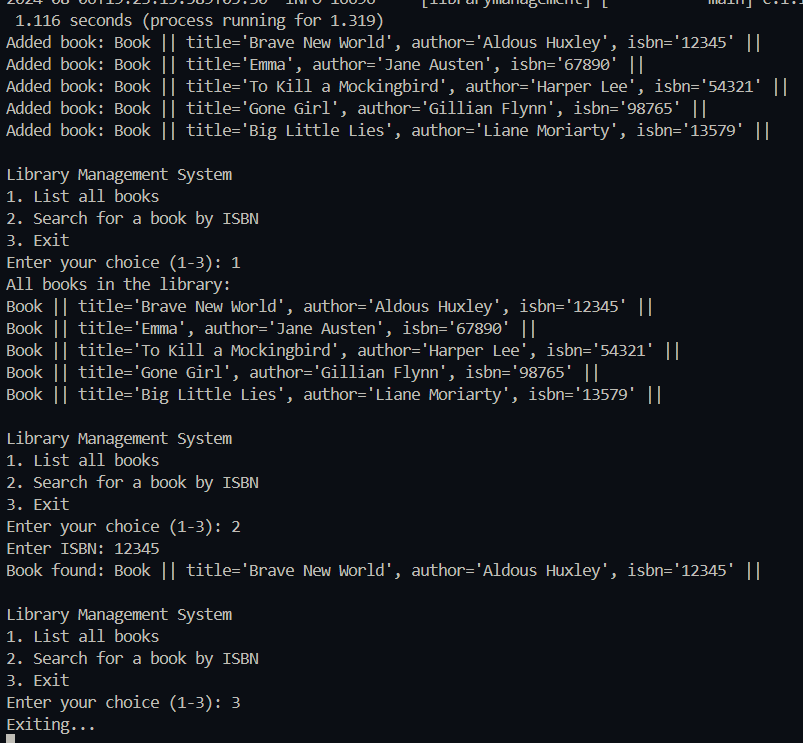 [librarymanagement] [ main]
1.116 seconds (process running for 1.319)
Added book: Book || title='Brave New World', author='Aldous Huxley', isbn='12345' ||
Added book: Book || title='Emma', author='Jane Austen', isbn='67890' ||
Added book: Book || title='To Kill a Mockingbird', author='Harper Lee', isbn='54321' ||
Added book: Book || title='Gone Girl', author='Gillian Flynn', isbn='98765' ||
Added book: Book || title='Big Little Lies', author='Liane Moriarty', isbn='13579' ||
Library Management System
1. List all books
2. Search for a book by ISBN
3. Exit
Enter your choice (1-3): 1
All books in the library:
Book || title='Brave New World', author='Aldous Huxley', isbn='12345' ||
Book || title='Emma', author='Jane Austen', isbn='67890' ||
Book || title='To Kill a Mockingbird', author='Harper Lee', isbn='54321' ||
Book || title='Gone Girl', author='Gillian Flynn', isbn='98765' ||
Book || title='Big Little Lies', author='Liane Moriarty', isbn='13579' ||
Library Management System
1. List all books
2. Search for a book by ISBN
3. Exit
Enter your choice (1-3): 2
Enter ISBN: 12345
Book found: Book || title='Brave New World', author='Aldous Huxley', isbn='12345' ||
Library Management System
1. List all books
2. Search for a book by ISBN
3. Exit
Enter your choice (1-3): 3
Exiting...